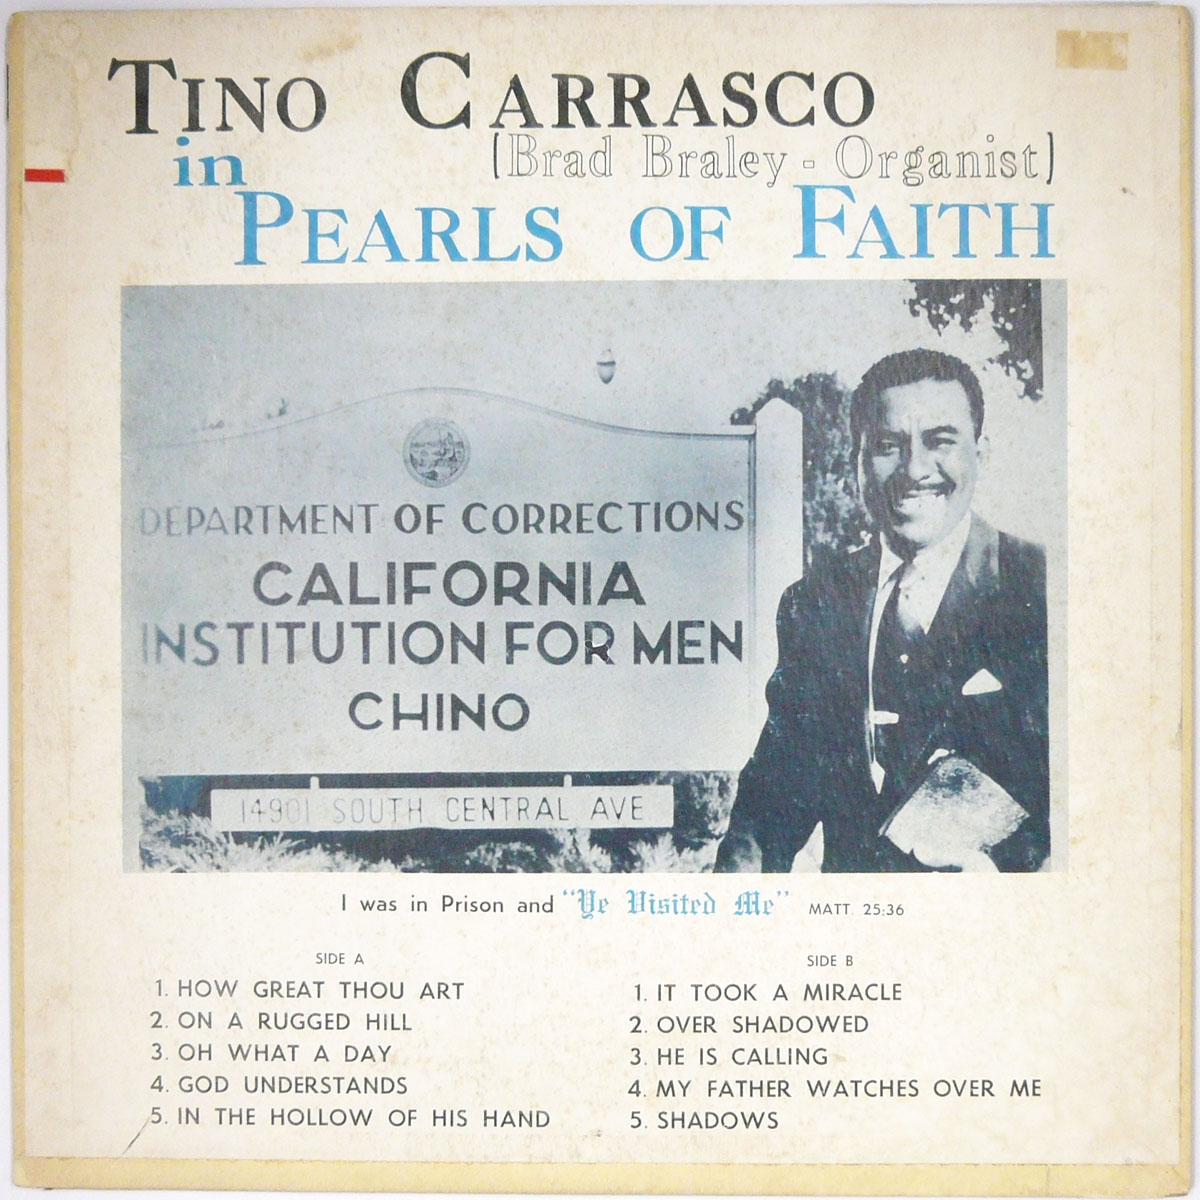 TINO CARRASCO
(Brad Braley - Organist)
in
PEARLS OF FAITH
DEPARTMENT OF CORRECTIONS
CALIFORNIA
INSTITUTION FOR MEN
CHINO
14901 SOUTH CENTRAL AVE
I was in Prison and "Ye Visited Me" MATT. 25:36
SIDE A
1. HOW GREAT THOU ART
2. ON A RUGGED HILL
3. OH WHAT A DAY
4. GOD UNDERSTANDS
5. IN THE HOLLOW OF HIS HAND
SIDE B
1. IT TOOK A MIRACLE
2. OVER SHADOWED
3. HE IS CALLING
4. MY FATHER WATCHES OVER ME
5. SHADOWS